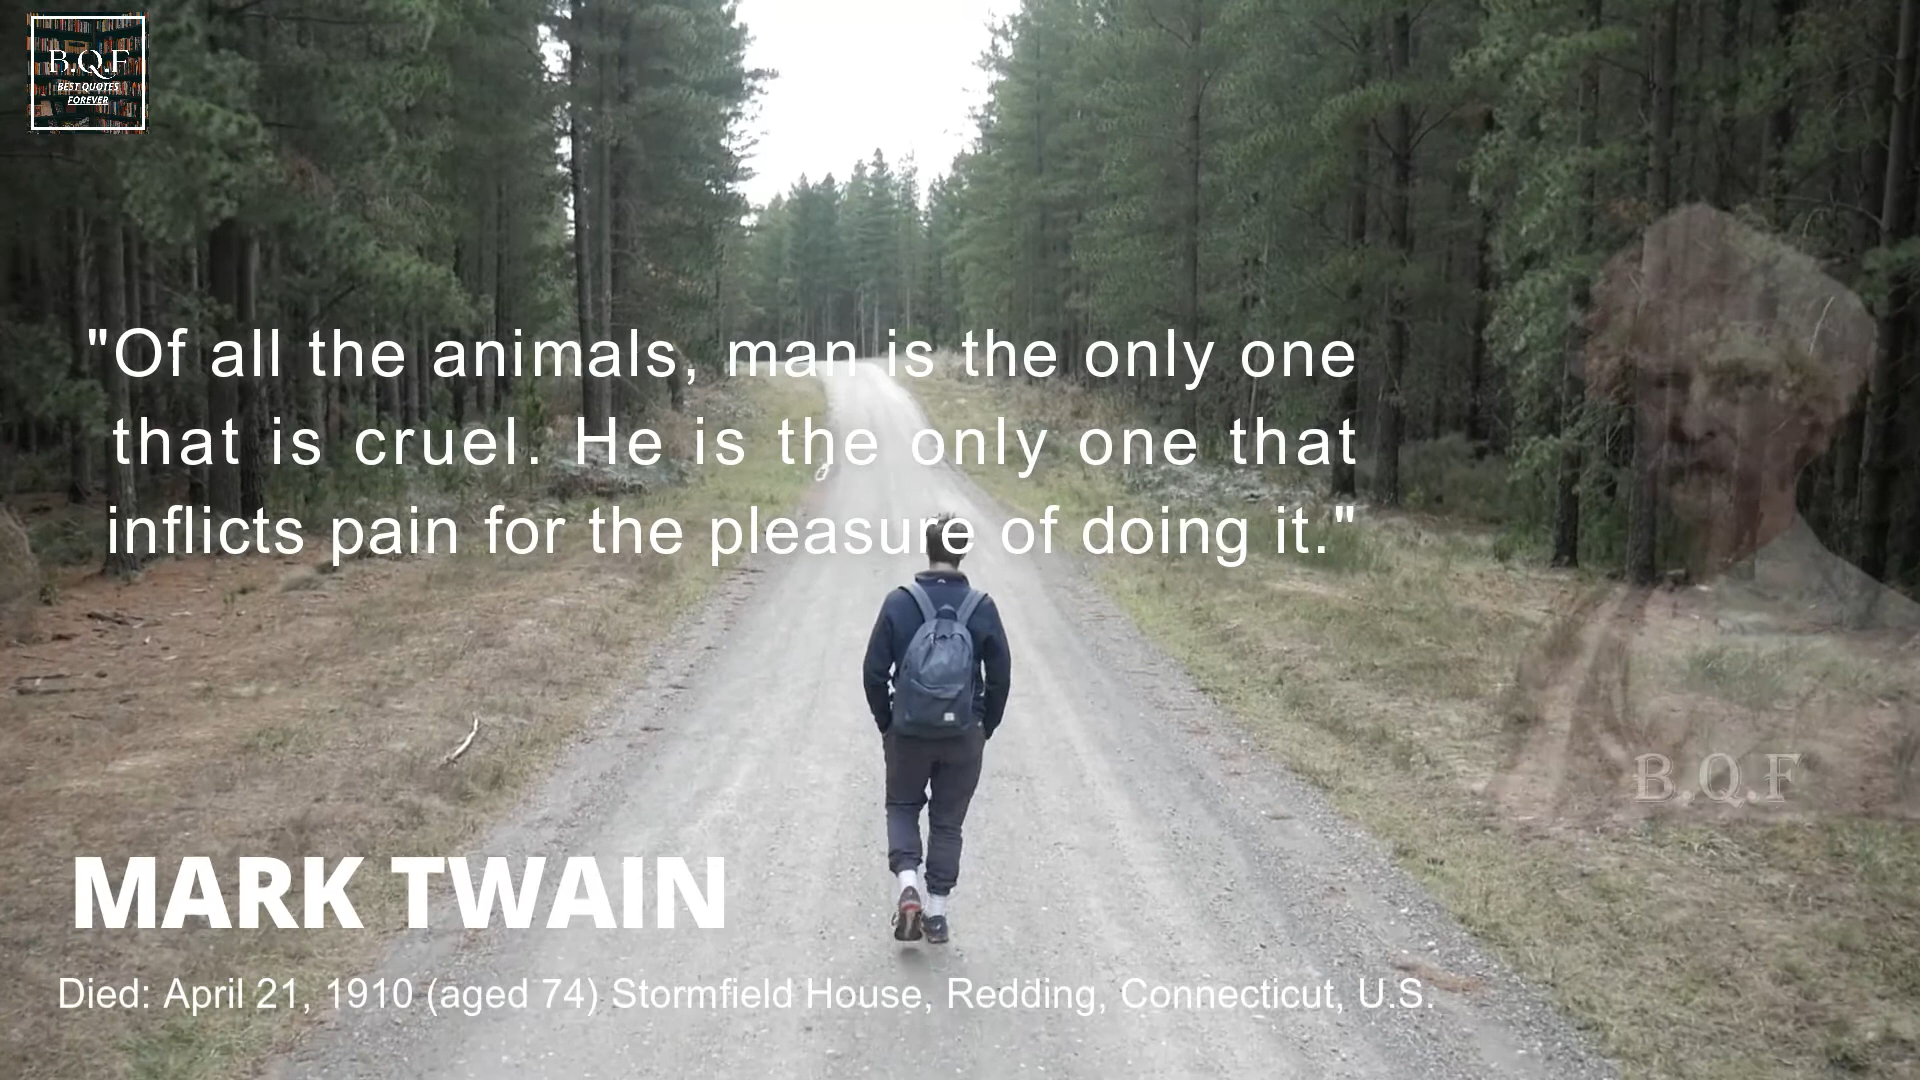 B.Q.F
BEST QUOTES
FOREVER
"Of all the animals, man is the only one
that is cruel. He is the only one that
inflicts pain for the pleasure of doing it."
B.Q.F
MARK TWAIN
Died: April 21, 1910 (aged 74) Stormfield House, Redding, Connecticut, U.S.